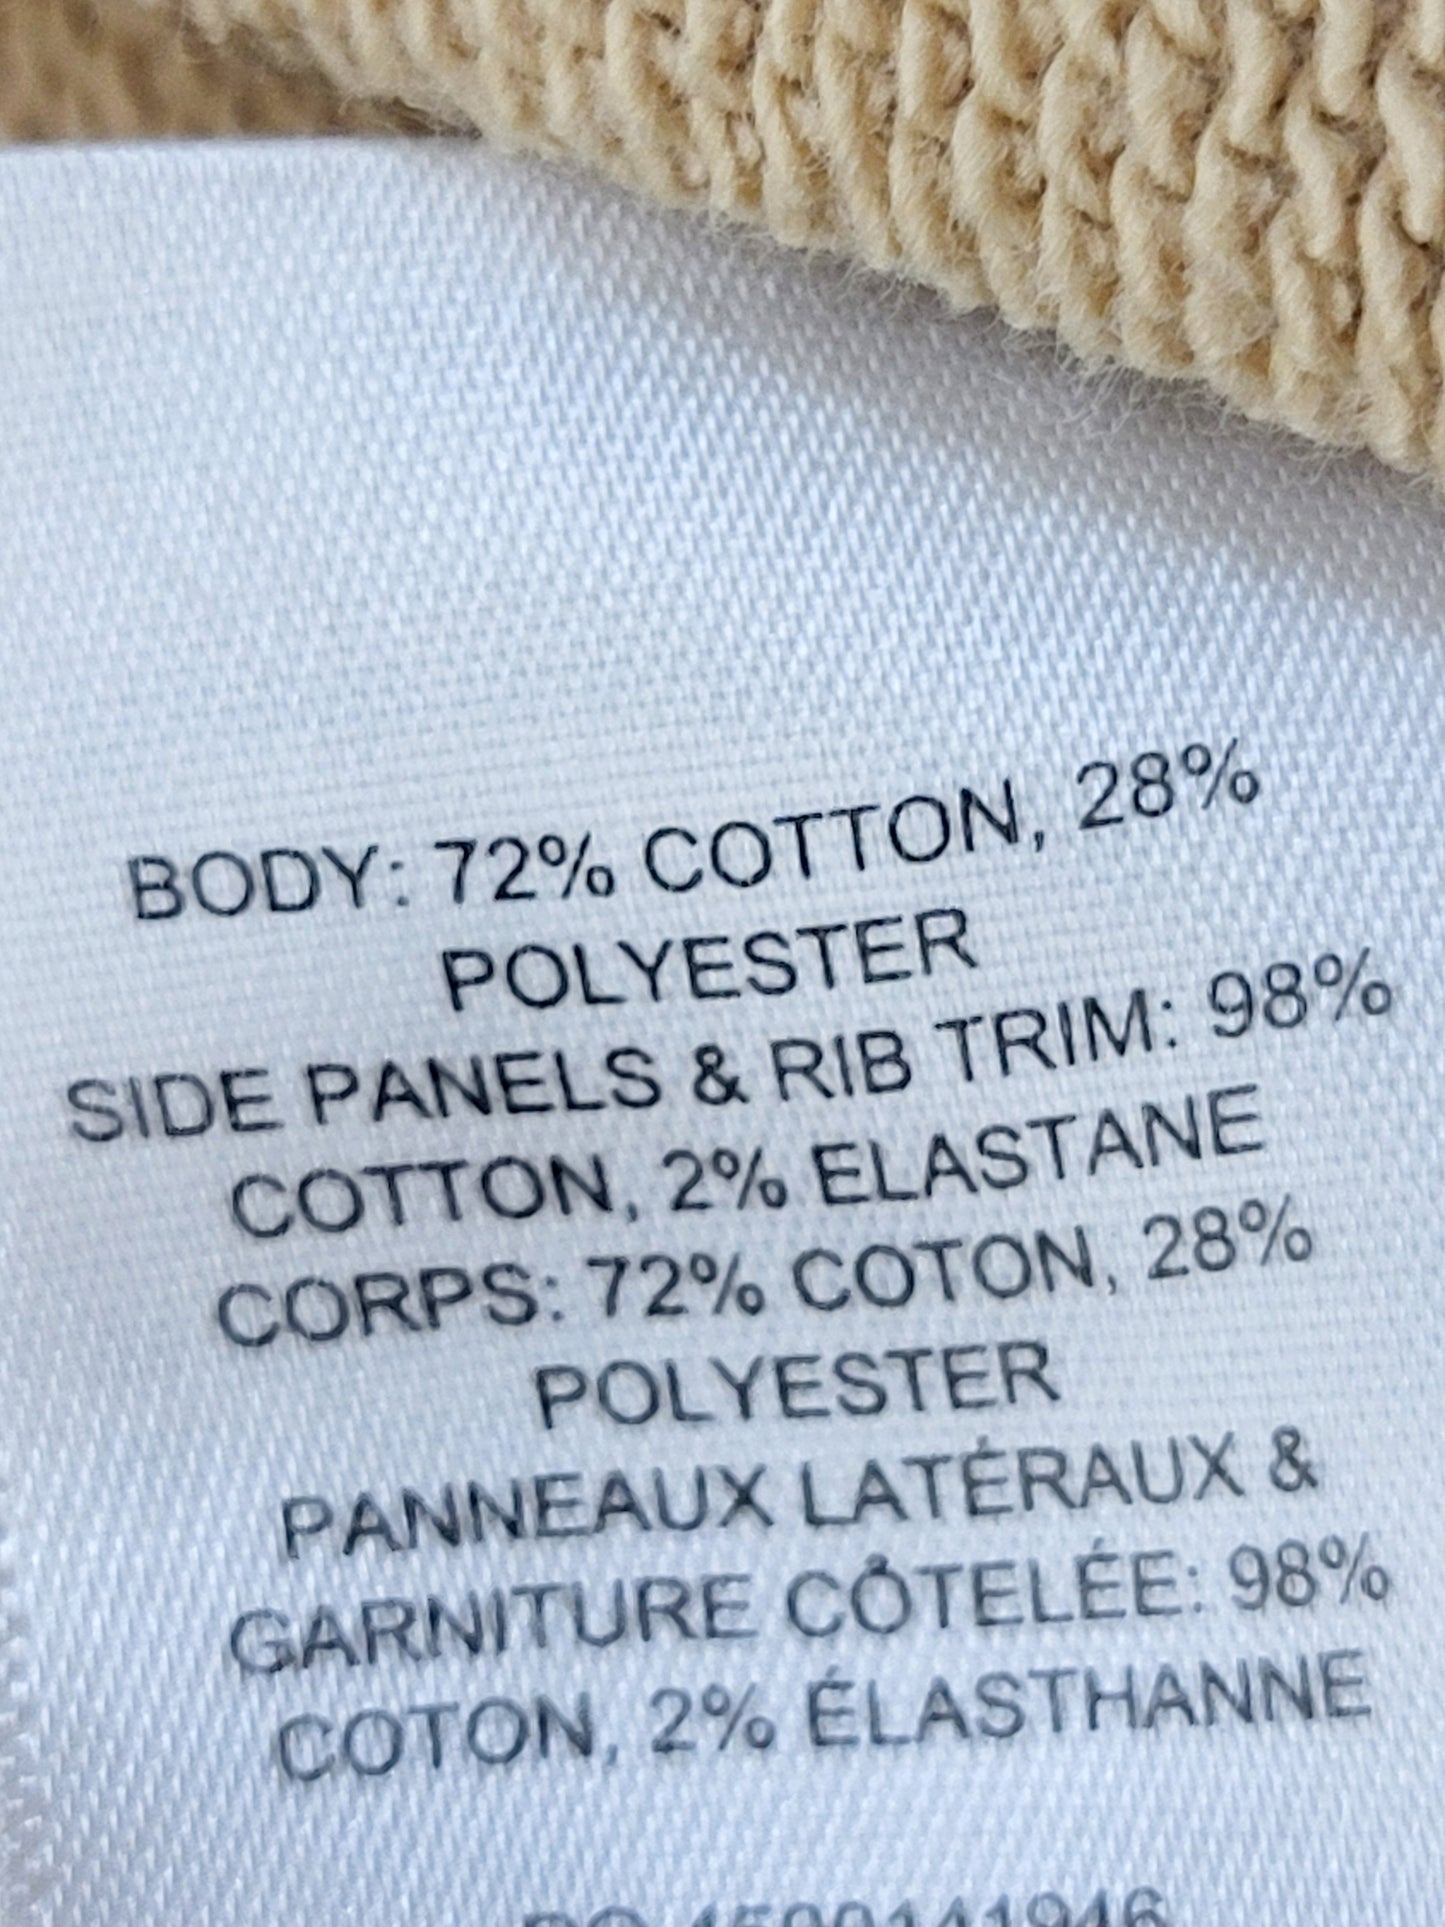 BODY: 72% COTTON, 28%
POLYESTER
SIDE PANELS & RIB TRIM: 98%
COTTON, 2% ELASTANE
CORPS: 72% COTON, 28%
POLYESTER
PANNEAUX LATÉRAUX &
GARNITURE CÔTELÉE: 98%
COTON, 2% ÉLASTHANNE